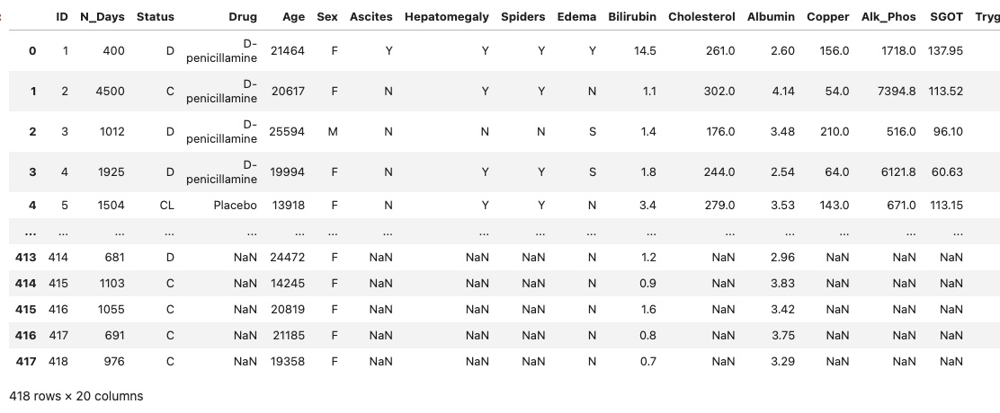 ID N_Days Status Drug Age Sex Ascites Hepatomegaly Spiders Edema Bilirubin Cholesterol Albumin Copper Alk_Phos SGOT Tryg
0 1 400 D D-penicillamine 21464 F Y Y Y Y 14.5 261.0 2.60 156.0 1718.0 137.95
1 2 4500 C D-penicillamine 20617 F N Y Y N 1.1 302.0 4.14 54.0 7394.8 113.52
2 3 1012 D D-penicillamine 25594 M N N N S 1.4 176.0 3.48 210.0 516.0 96.10
3 4 1925 D D-penicillamine 19994 F N Y Y S 1.8 244.0 2.54 64.0 6121.8 60.63
4 5 1504 CL Placebo 13918 F N Y Y N 3.4 279.0 3.53 143.0 671.0 113.15
... ... ... ... ... ... ... ... ... ... ... ... ... ... ... ... ...
413 414 681 D NaN 24472 F NaN NaN NaN N 1.2 NaN 2.96 NaN NaN NaN
414 415 1103 C NaN 14245 F NaN NaN NaN N 0.9 NaN 3.83 NaN NaN NaN
415 416 1055 C NaN 20819 F NaN NaN NaN N 1.6 NaN 3.42 NaN NaN NaN
416 417 691 C NaN 21185 F NaN NaN NaN N 0.8 NaN 3.75 NaN NaN NaN
417 418 976 C NaN 19358 F NaN NaN NaN N 0.7 NaN 3.29 NaN NaN NaN
418 rows × 20 columns